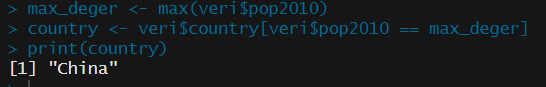 > max_deger <- max(veri$pop2010)
> country <- veri$country[veri$pop2010 == max_deger]
> print(country)
[1] "China"
>